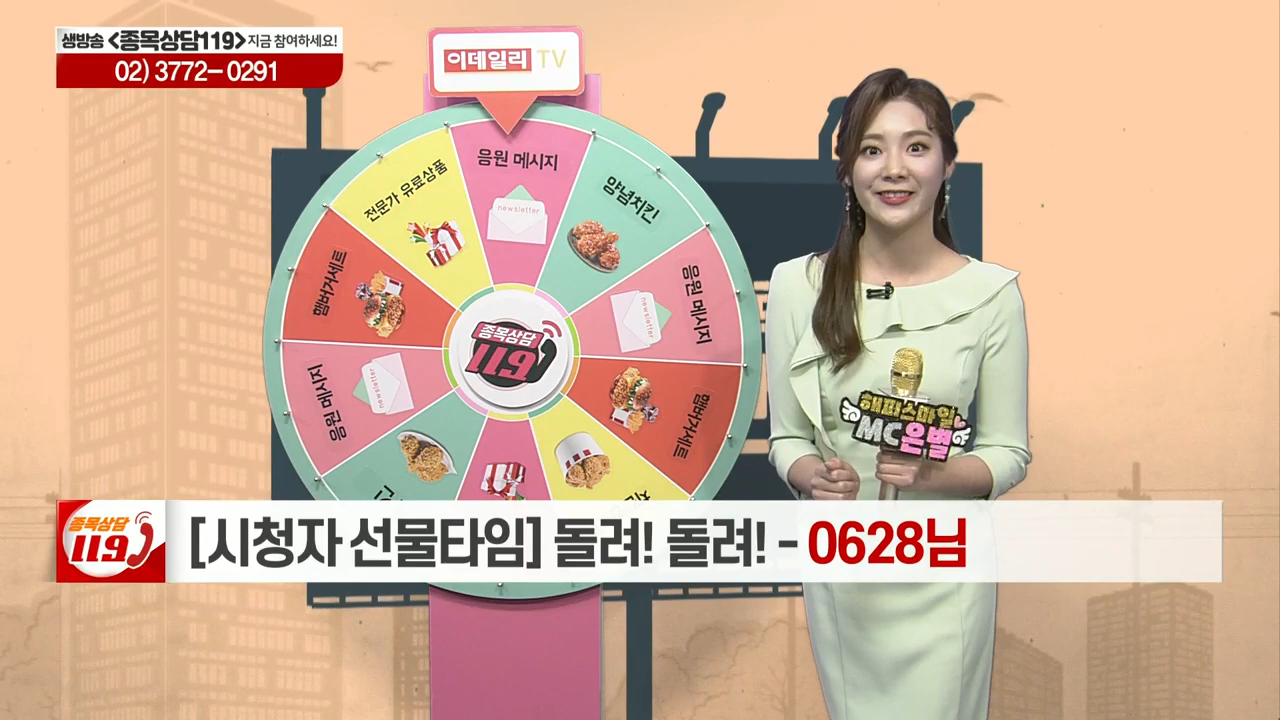 생방송 <종목상담119> 지금 참여하세요!
02) 3772-0291
이데일리 TV
응원 메시지
newsletter
양념치킨
전문가 유료상품
응원 메시지
newsletter
햄버거세트
햄버거세트
응원 메시지
newsletter
종목상담
119
해피스마일
MC은별
종목상담
119
[시청자 선물타임] 돌려! 돌려! - 0628님